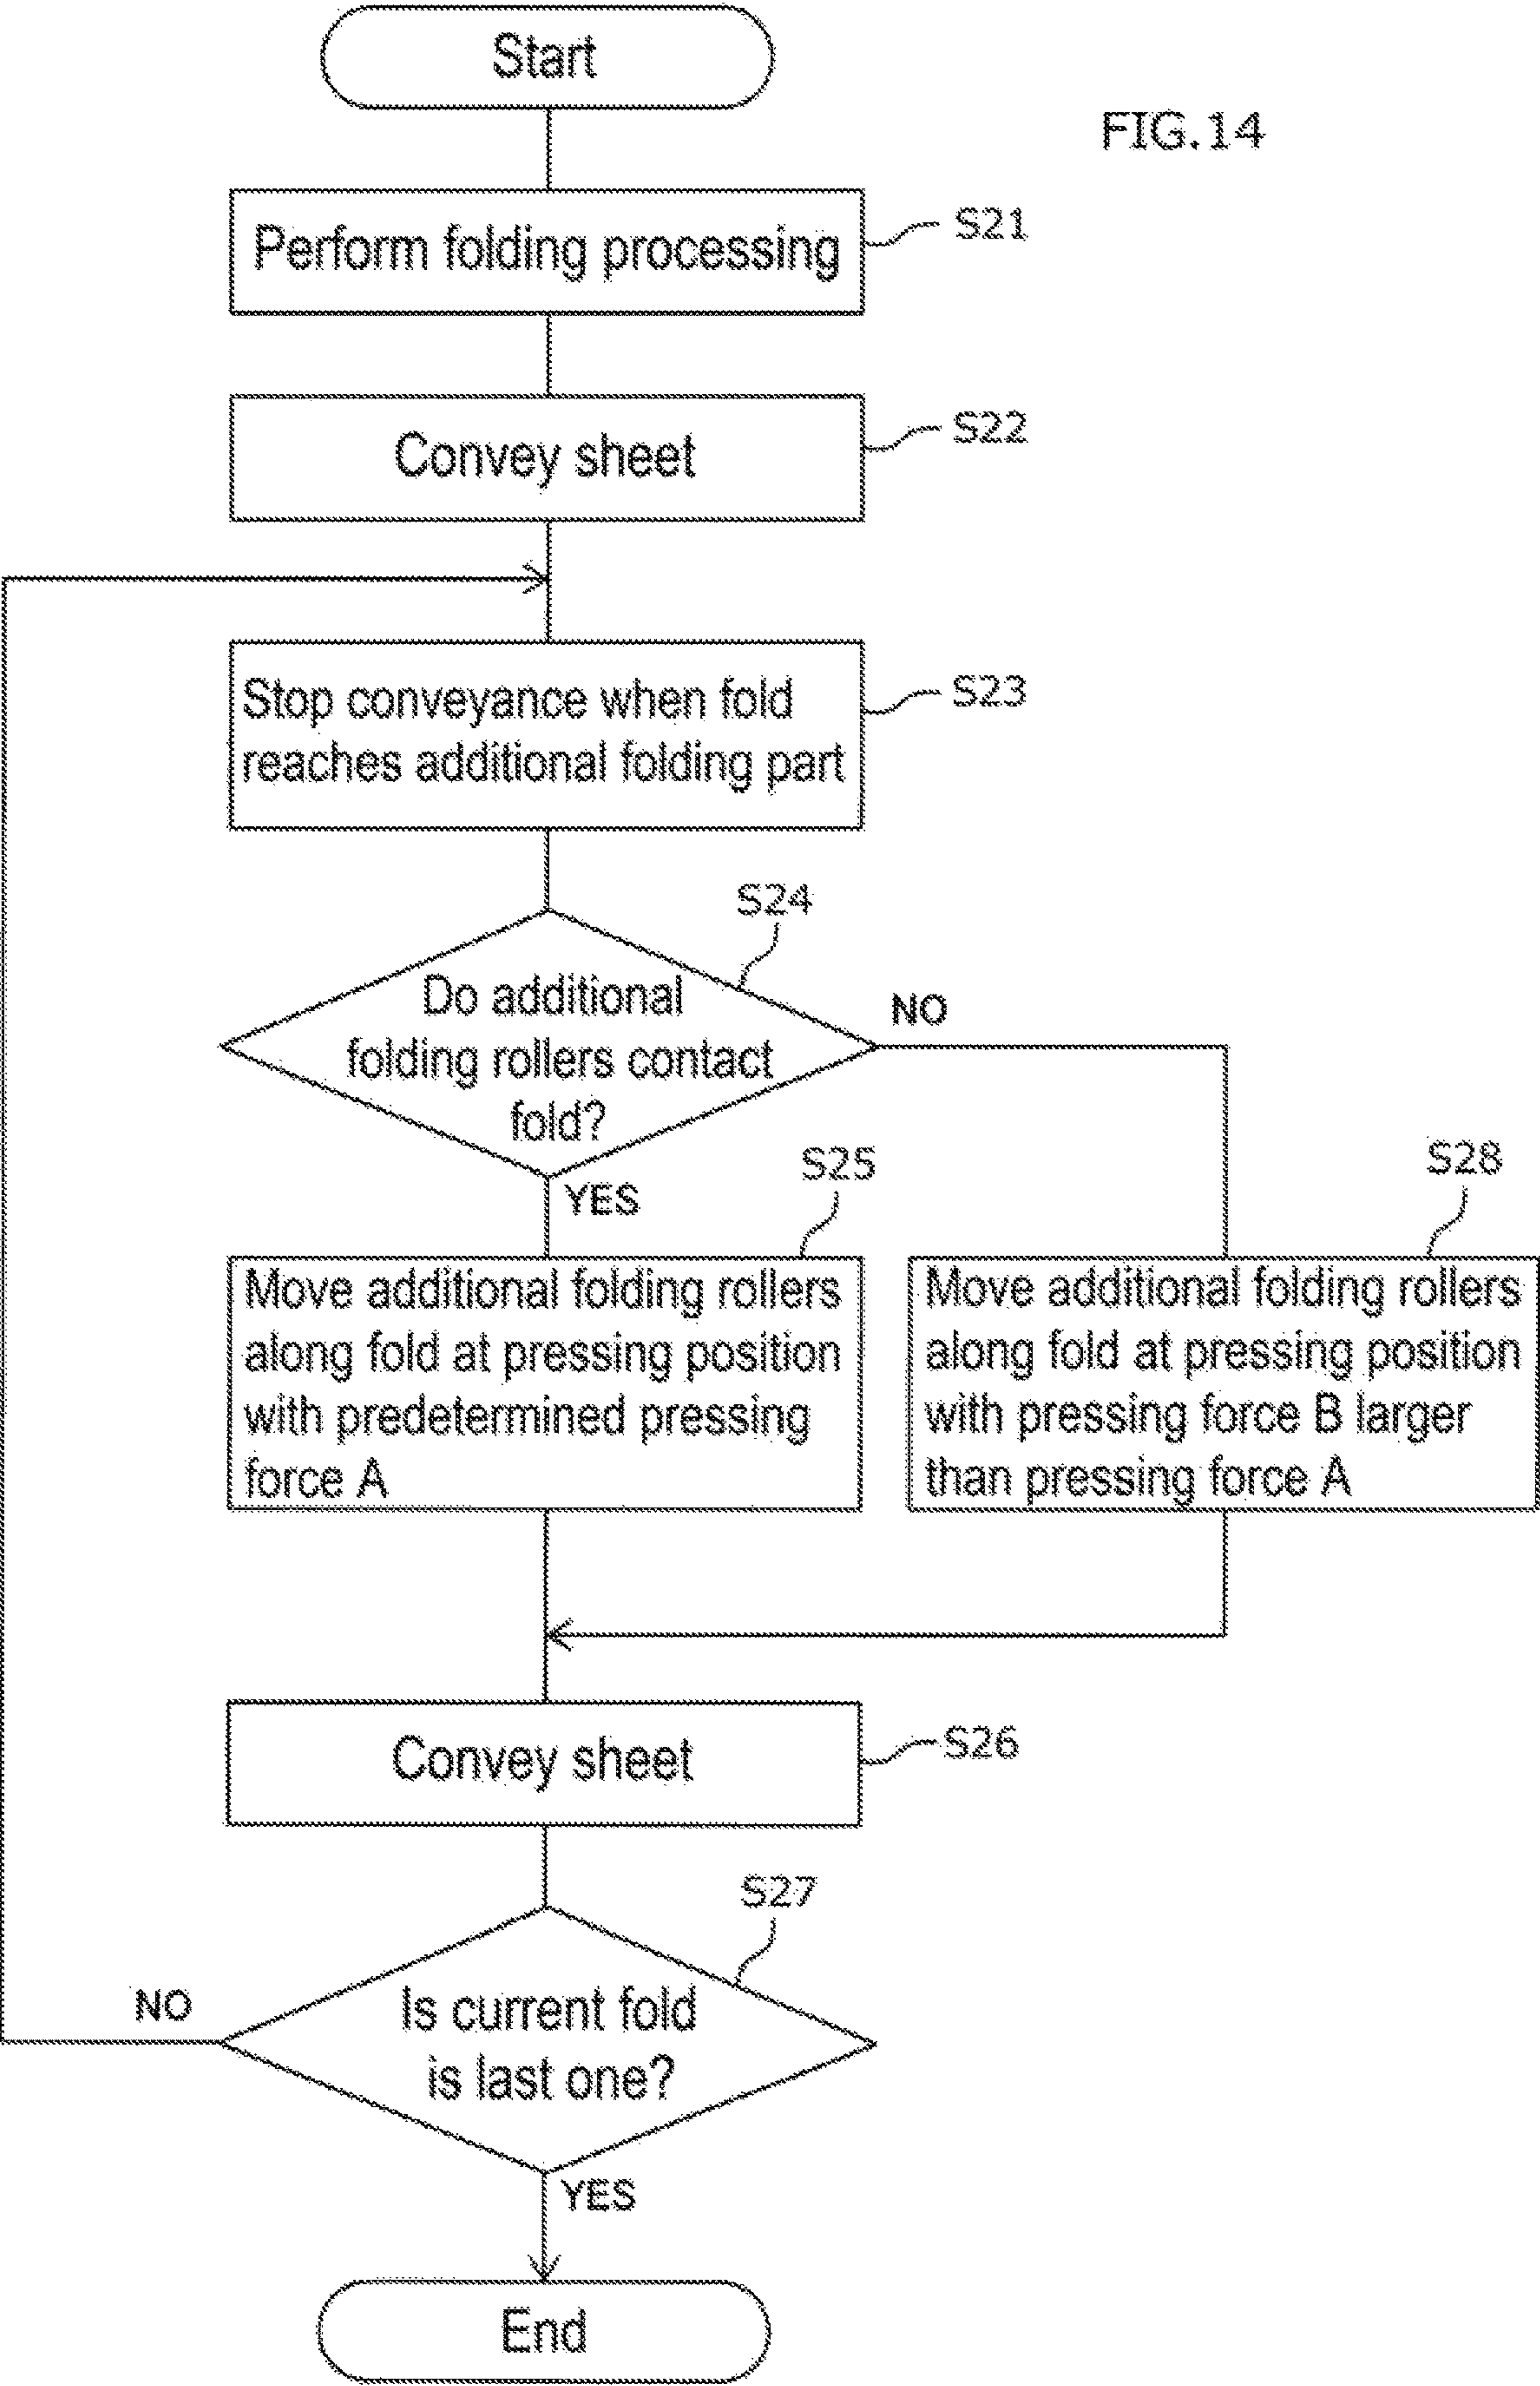 Start
FIG.14
Perform folding processing
S21
Convey sheet
S22
Stop conveyance when fold
reaches additional folding part
S23
S24
Do additional
folding rollers contact
fold?
NO
YES
S25
Move additional folding rollers
along fold at pressing position
with predetermined pressing
force A
S28
Move additional folding rollers
along fold at pressing position
with pressing force B larger
than pressing force A
Convey sheet
S26
S27
Is current fold
is last one?
NO
YES
End